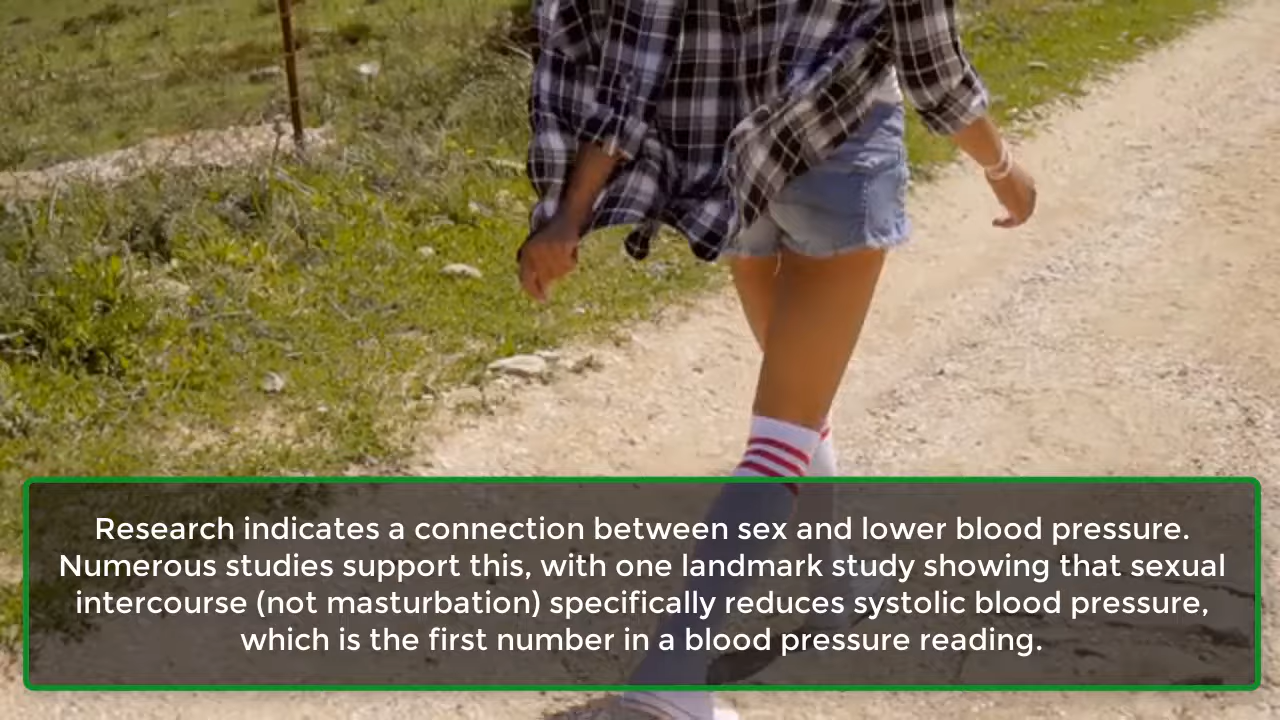 Research indicates a connection between sex and lower blood pressure.
Numerous studies support this, with one landmark study showing that sexual
intercourse (not masturbation) specifically reduces systolic blood pressure,
which is the first number in a blood pressure reading.